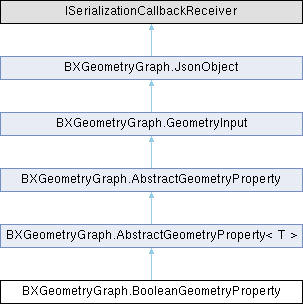 ISerializationCallbackReceiver
BXGeometryGraph.JsonObject
BXGeometryGraph.GeometryInput
BXGeometryGraph.AbstractGeometryProperty
BXGeometryGraph.AbstractGeometryProperty< T >
BXGeometryGraph.BooleanGeometryProperty